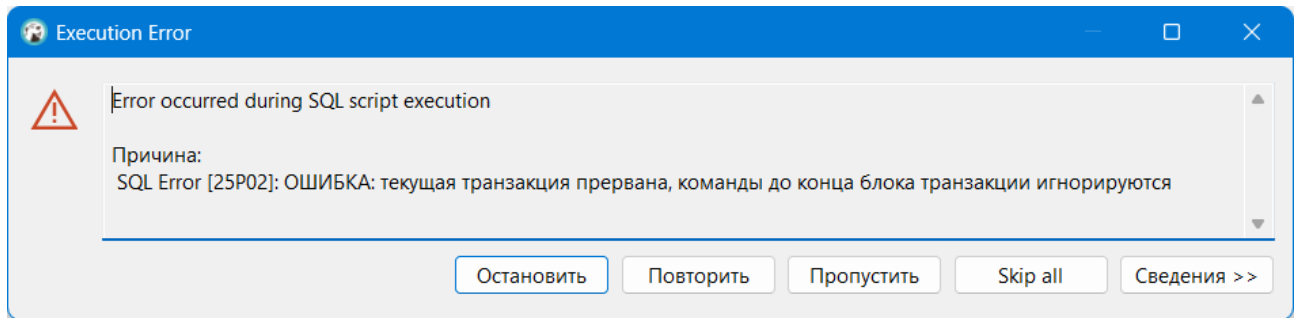 Execution Error
Error occurred during SQL script execution
Причина:
SQL Error [25P02]: ОШИБКА: текущая транзакция прервана, команды до конца блока транзакции игнорируются
Остановить Повторить Пропустить Skip all Сведения >>